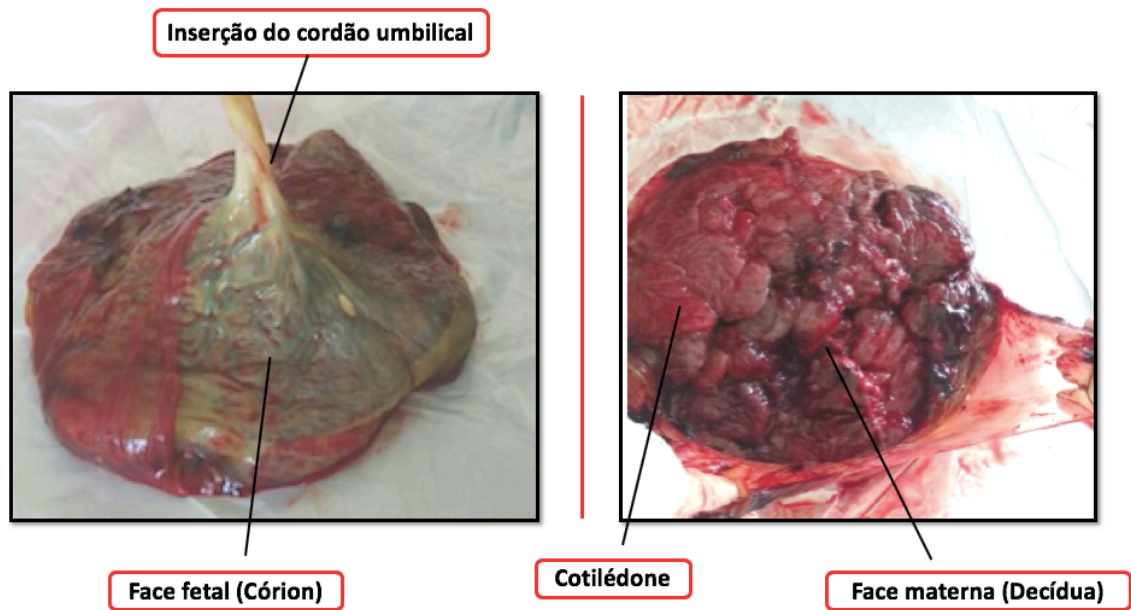 Inserção do cordão umbilical
Face fetal (Córion)
Cotilédone
Face materna (Decídua)